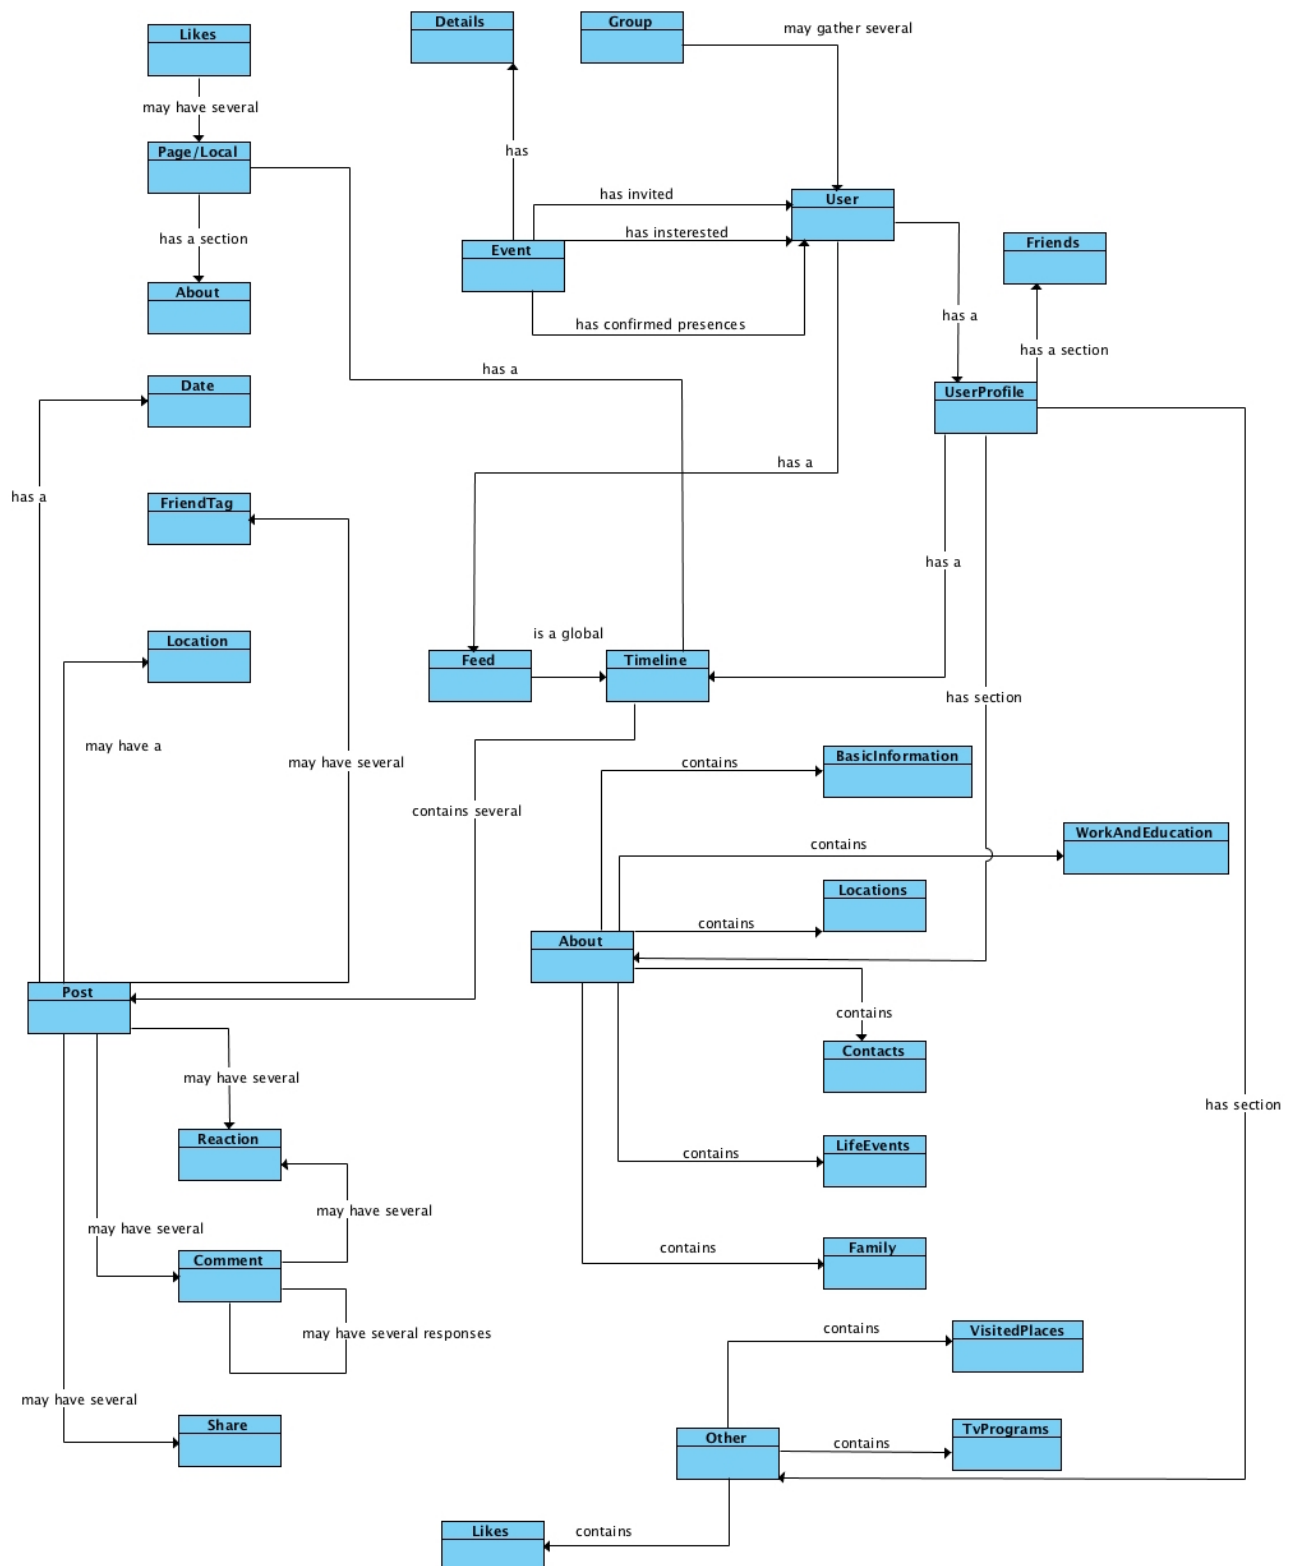 Details
Group
may gather several
Likes
may have several
Page/Local
has
has invited
User
has insterested
has a section
Event
Friends
About
has a
has confirmed presences
has a section
has a
Date
UserProfile
has a
has a
FriendTag
has a
Location
is a global
Feed
Timeline
has section
may have a
BasicInformation
may have several
contains
contains several
WorkAndEducation
contains
Locations
contains
About
Post
contains
Contacts
may have several
has section
Reaction
LifeEvents
contains
may have several
may have several
Family
contains
Comment
may have several responses
contains
VisitedPlaces
may have several
Share
Other
TvPrograms
contains
Likes
contains